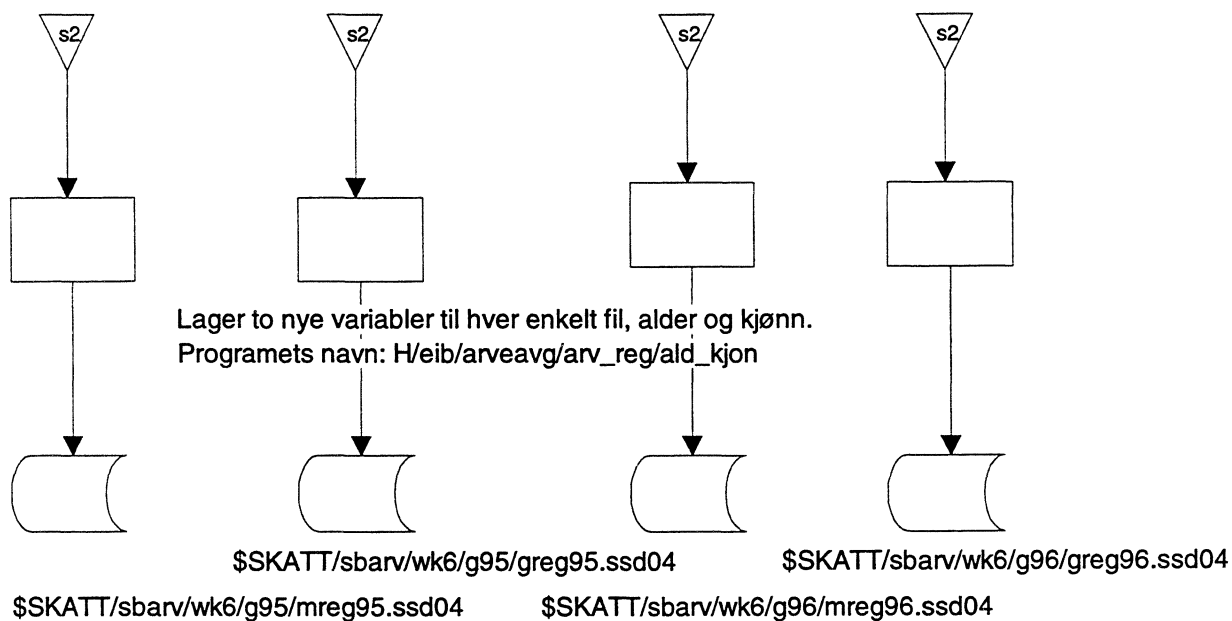 s2 s2 s2 s2
Lager to nye variabler til hver enkelt fil, alder og kjønn.
Programets navn: H/eib/arveavg/arv_reg/ald_kjon
$SKATT/sbarv/wk6/g95/greg95.ssd04 $SKATT/sbarv/wk6/g96/greg96.ssd04
$SKATT/sbarv/wk6/g95/mreg95.ssd04 $SKATT/sbarv/wk6/g96/mreg96.ssd04